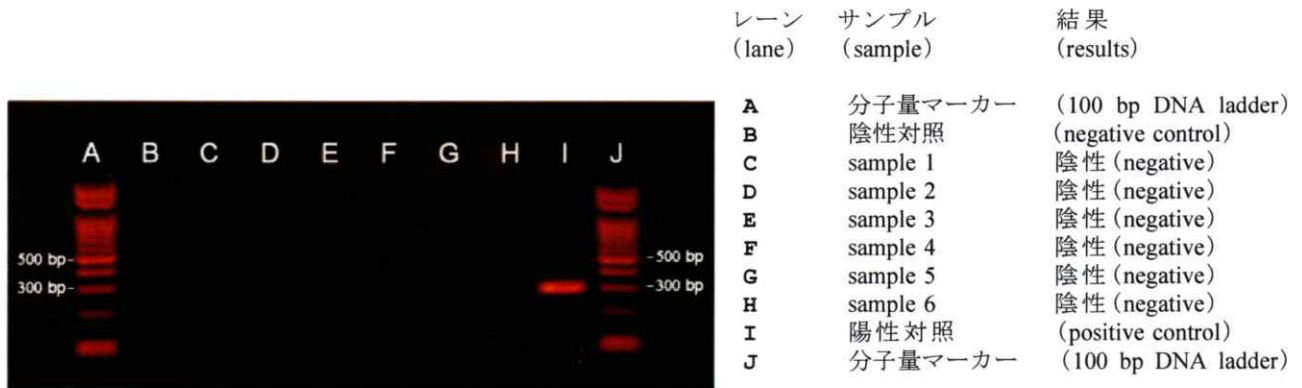 レーン サンプル 結果
(lane) (sample) (results)
A 分子量マーカー (100 bp DNA ladder)
B 陰性対照 (negative control)
C sample 1 陰性 (negative)
D sample 2 陰性 (negative)
E sample 3 陰性 (negative)
F sample 4 陰性 (negative)
G sample 5 陰性 (negative)
H sample 6 陰性 (negative)
I 陽性対照 (positive control)
J 分子量マーカー (100 bp DNA ladder)
A B C D E F G H I J
500 bp- -500 bp
300 bp- -300 bp